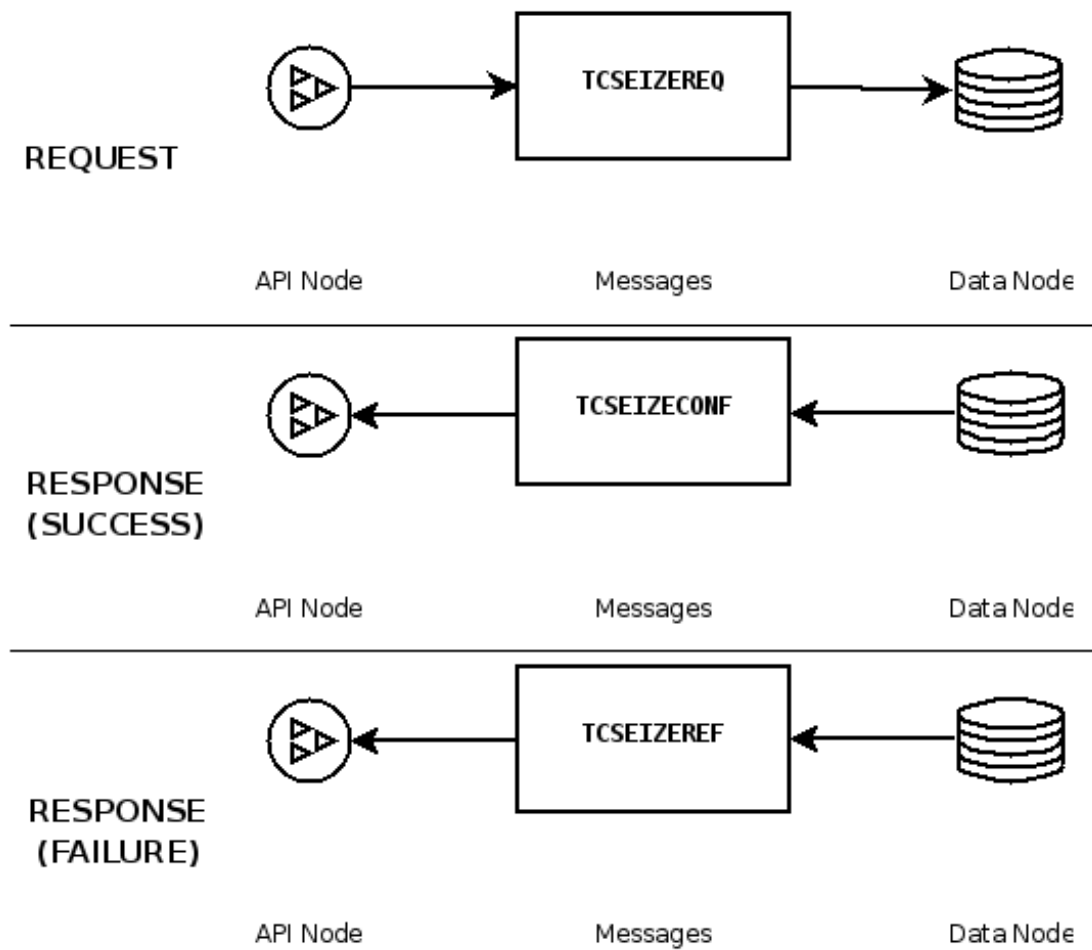 TCSEIZEREQ
REQUEST
API Node Messages Data Node
TCSEIZECONF
RESPONSE
(SUCCESS)
API Node Messages Data Node
TCSEIZEREF
RESPONSE
(FAILURE)
API Node Messages Data Node